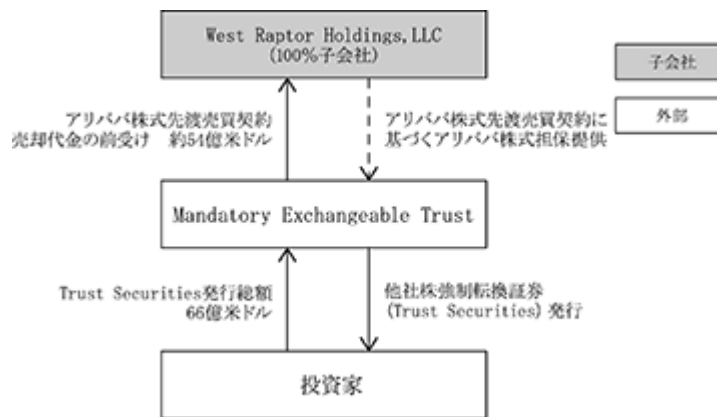 West Raptor Holdings,LLC
(100%子会社)
子会社
外部
アリババ株式先渡売買契約
売却代金の前受け 約54億米ドル
アリババ株式先渡売買契約に
基づくアリババ株式担保提供
Mandatory Exchangeable Trust
Trust Securities発行総額
66億米ドル
他社株強制転換証券
(Trust Securities) 発行
投資家